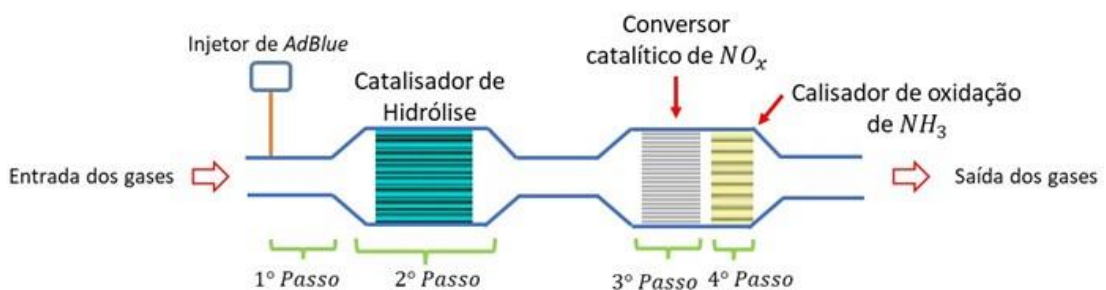 Injetor de AdBlue
Catalisador de
Hidrólise
Conversor
catalítico de NOₓ
Calisador de oxidação
de NH₃
Entrada dos gases
Saída dos gases
1° Passo
2° Passo
3° Passo
4° Passo